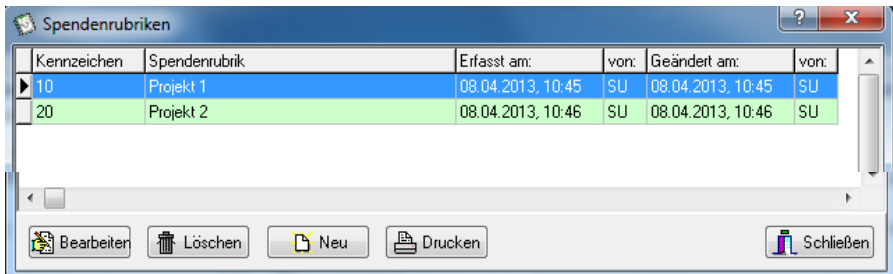 Spendenrubriken ?
Kennzeichen Spendenrubrik Erfasst am: von: Geändert am: von:
10 Projekt 1 08.04.2013, 10:45 SU 08.04.2013, 10:45 SU
20 Projekt 2 08.04.2013, 10:46 SU 08.04.2013, 10:46 SU
Bearbeiten Löschen Neu Drucken Schließen